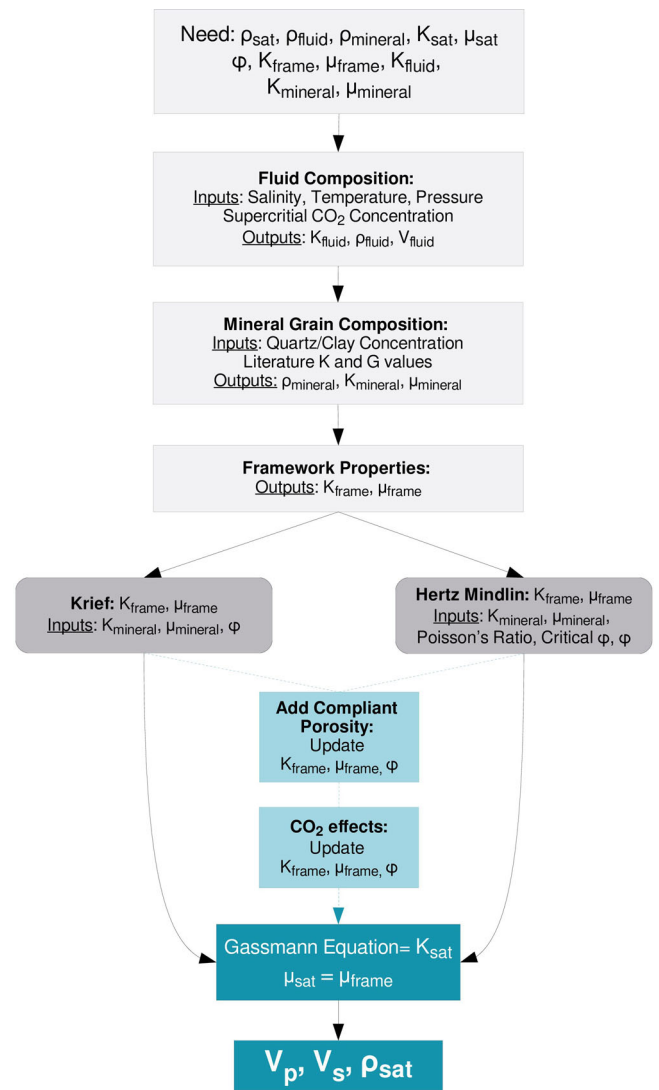 Need: ρsat, ρfluid, ρmineral, Ksat, μsat
φ, Kframe, μframe, Kfluid,
Kmineral, μmineral
Fluid Composition:
Inputs: Salinity, Temperature, Pressure
Supercritial CO2 Concentration
Outputs: Kfluid, ρfluid, Vfluid
Mineral Grain Composition:
Inputs: Quartz/Clay Concentration
Literature K and G values
Outputs: ρmineral, Kmineral, μmineral
Framework Properties:
Outputs: Kframe, μframe
Krief: Kframe, μframe
Inputs: Kmineral, μmineral, φ
Hertz Mindlin: Kframe, μframe
Inputs: Kmineral, μmineral,
Poisson's Ratio, Critical φ, φ
Add Compliant
Porosity:
Update
Kframe, μframe, φ
CO2 effects:
Update
Kframe, μframe, φ
Gassmann Equation= Ksat
μsat = μframe
Vp, Vs, ρsat